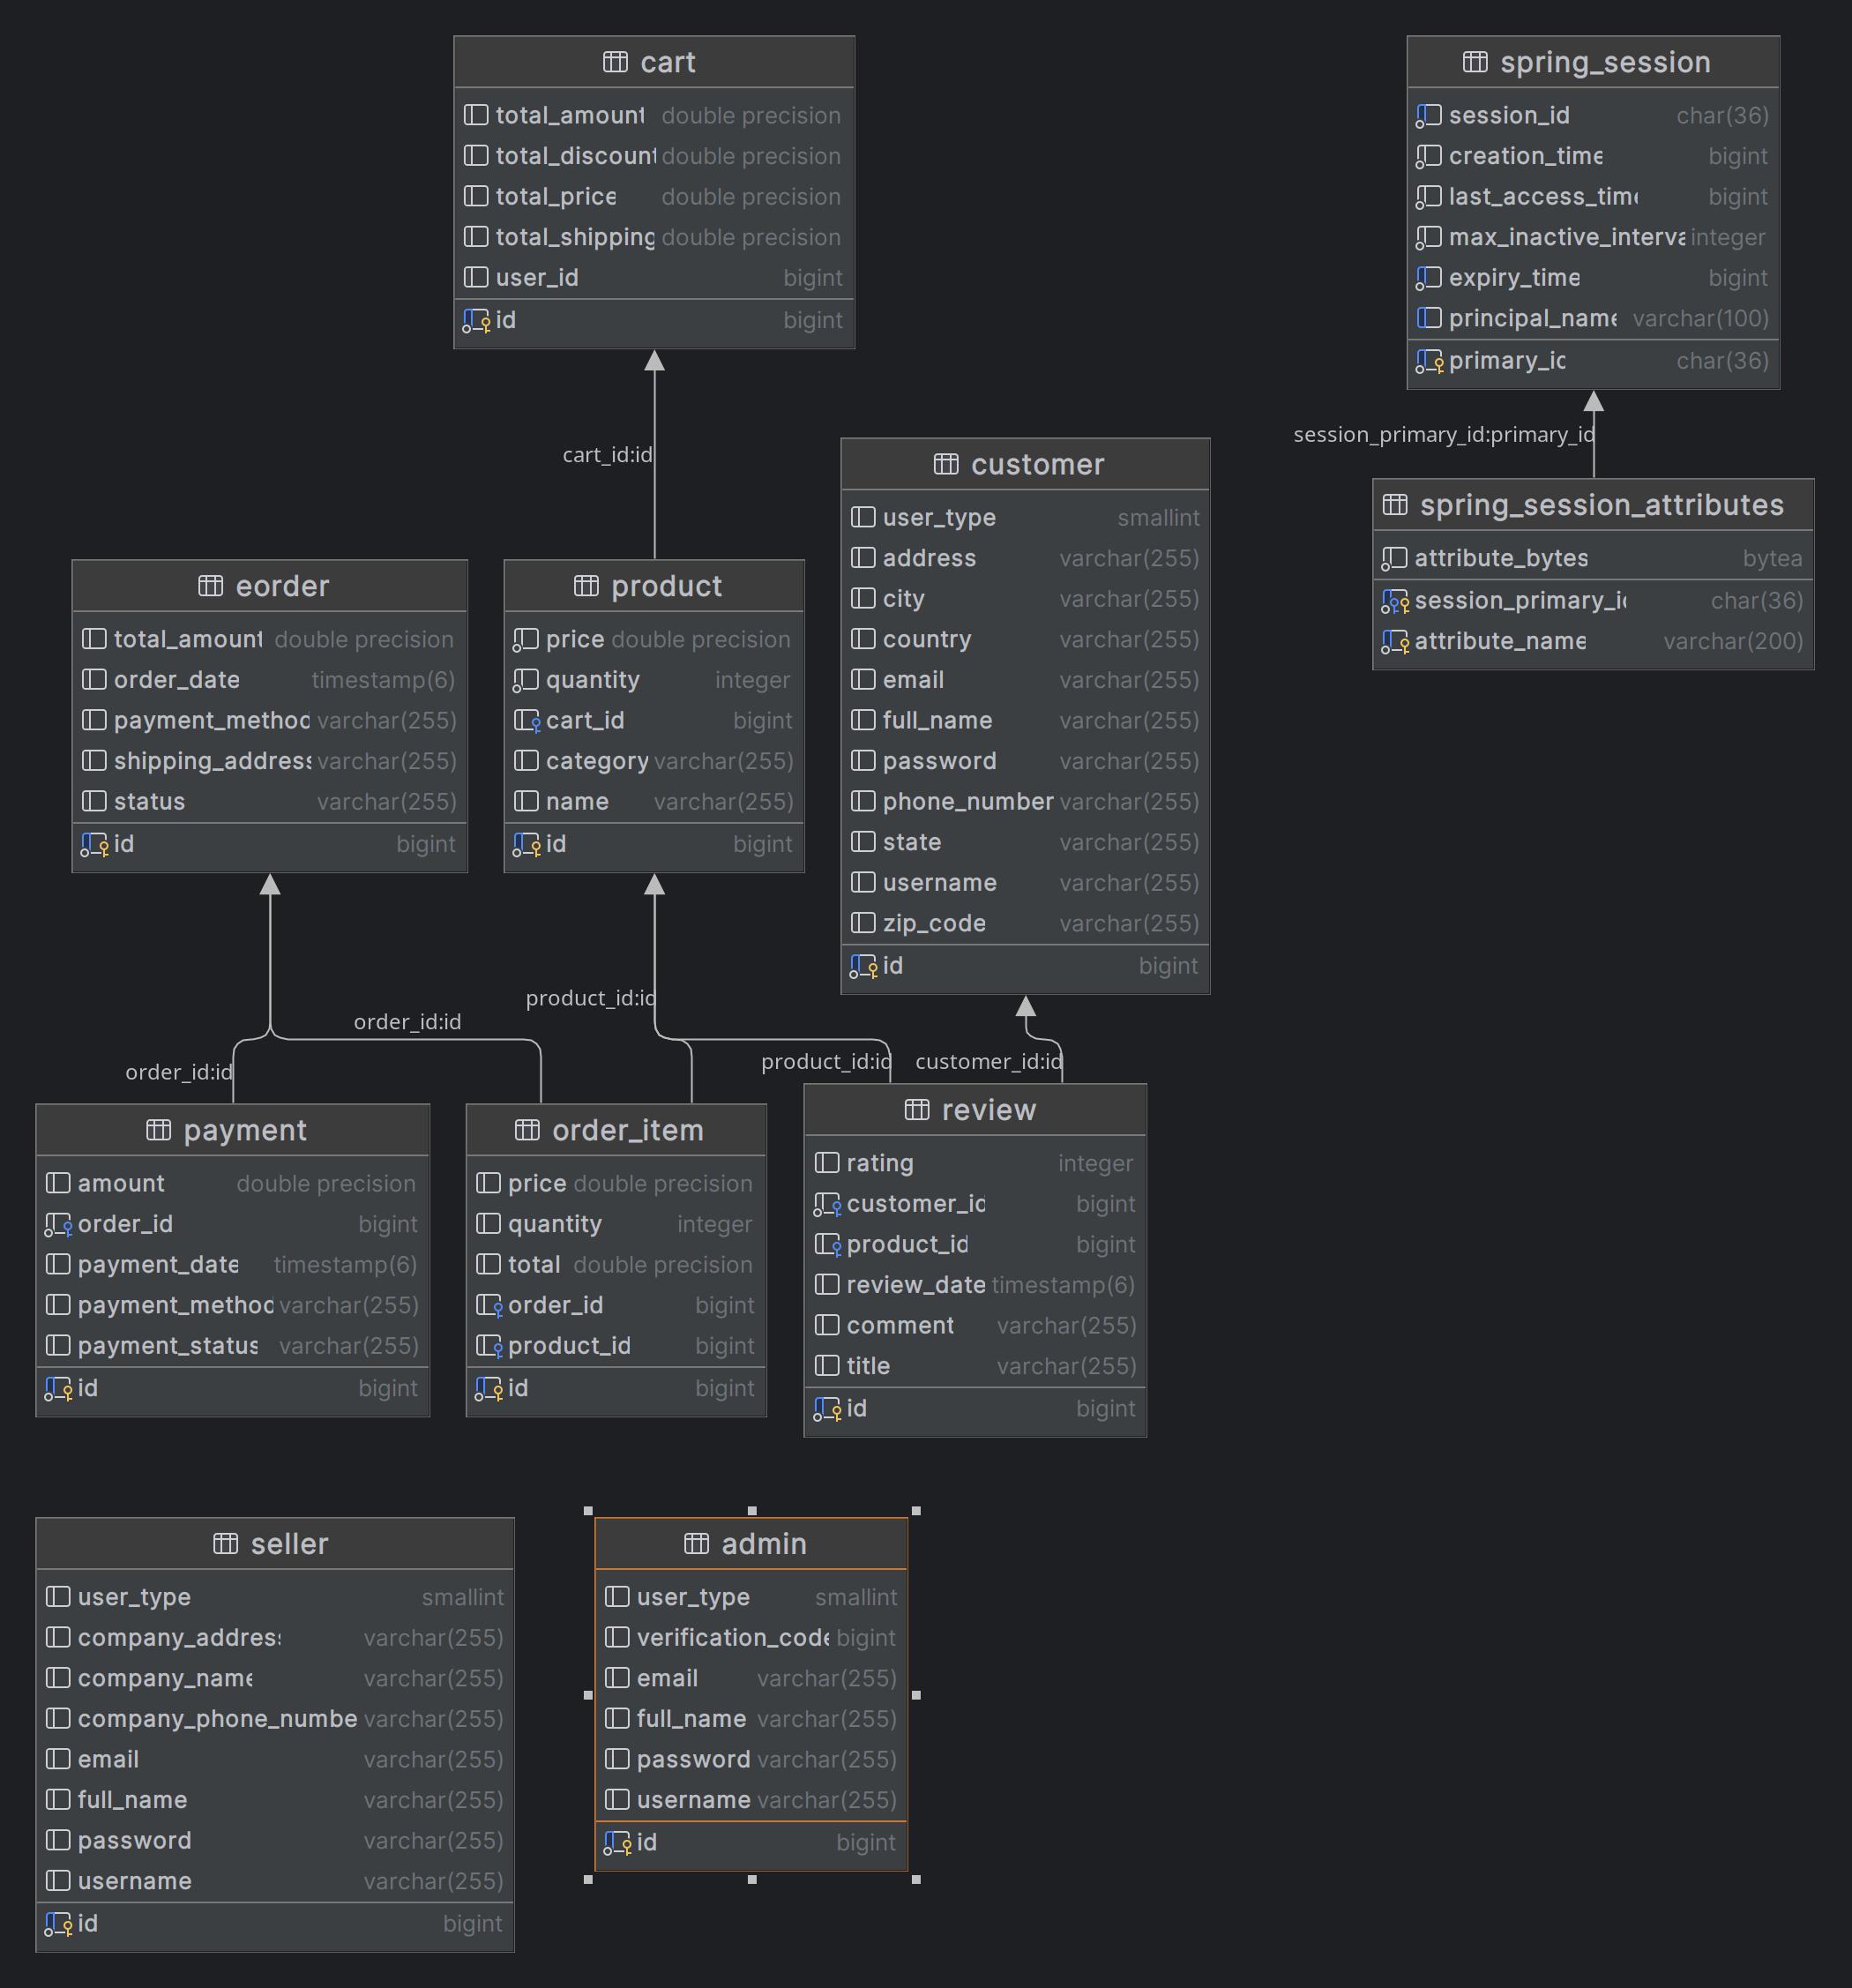 cart
total_amount double precision
total_discount double precision
total_price double precision
total_shipping double precision
user_id bigint
id bigint
spring_session
session_id char(36)
creation_time bigint
last_access_time bigint
max_inactive_interva integer
expiry_time bigint
principal_name varchar(100)
primary_id char(36)
cart_id:id
session_primary_id:primary_id
customer
user_type smallint
address varchar(255)
city varchar(255)
country varchar(255)
email varchar(255)
full_name varchar(255)
password varchar(255)
phone_number varchar(255)
state varchar(255)
username varchar(255)
zip_code varchar(255)
id bigint
spring_session_attributes
attribute_bytes bytea
session_primary_id char(36)
attribute_name varchar(200)
eorder
total_amount double precision
order_date timestamp(6)
payment_method varchar(255)
shipping_address varchar(255)
status varchar(255)
id bigint
product
price double precision
quantity integer
cart_id bigint
category varchar(255)
name varchar(255)
id bigint
product_id:id
order_id:id
order_id:id
product_id:id
customer_id:id
payment
amount double precision
order_id bigint
payment_date timestamp(6)
payment_method varchar(255)
payment_status varchar(255)
id bigint
order_item
price double precision
quantity integer
total double precision
order_id bigint
product_id bigint
id bigint
review
rating integer
customer_id bigint
product_id bigint
review_date timestamp(6)
comment varchar(255)
title varchar(255)
id bigint
seller
user_type smallint
company_address varchar(255)
company_name varchar(255)
company_phone_numbe varchar(255)
email varchar(255)
full_name varchar(255)
password varchar(255)
username varchar(255)
id bigint
admin
user_type smallint
verification_code bigint
email varchar(255)
full_name varchar(255)
password varchar(255)
username varchar(255)
id bigint